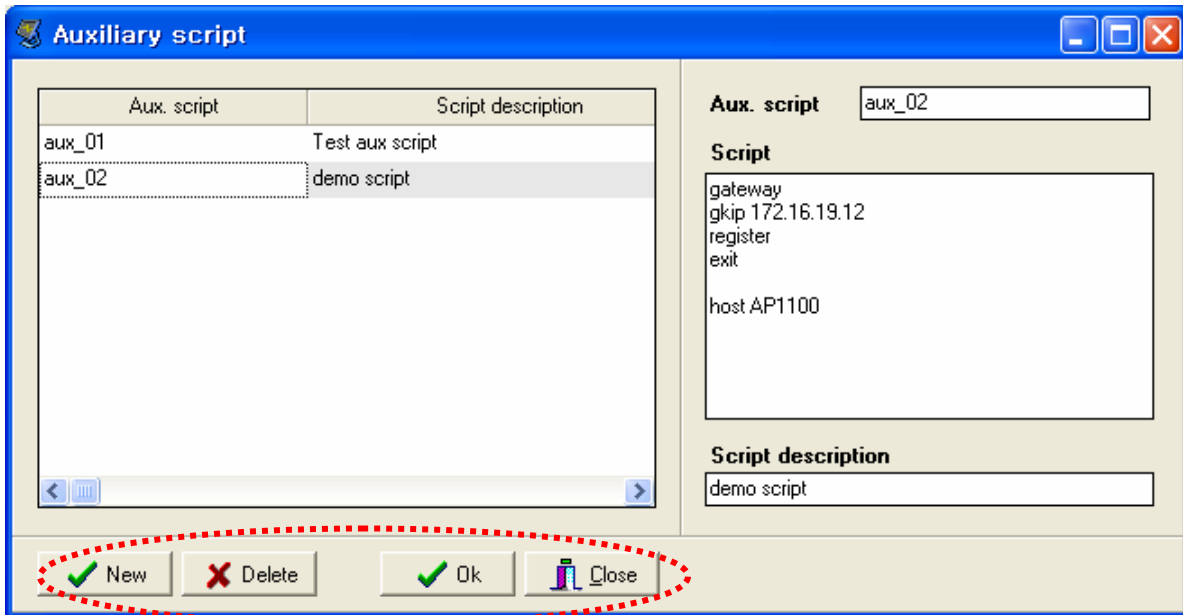 Auxiliary script
Aux. script Script description
aux_01 Test aux script
aux_02 demo script
Aux. script aux_02
Script
gateway
gkip 172.16.19.12
register
exit
host AP1100
Script description
demo script
New Delete Ok Close